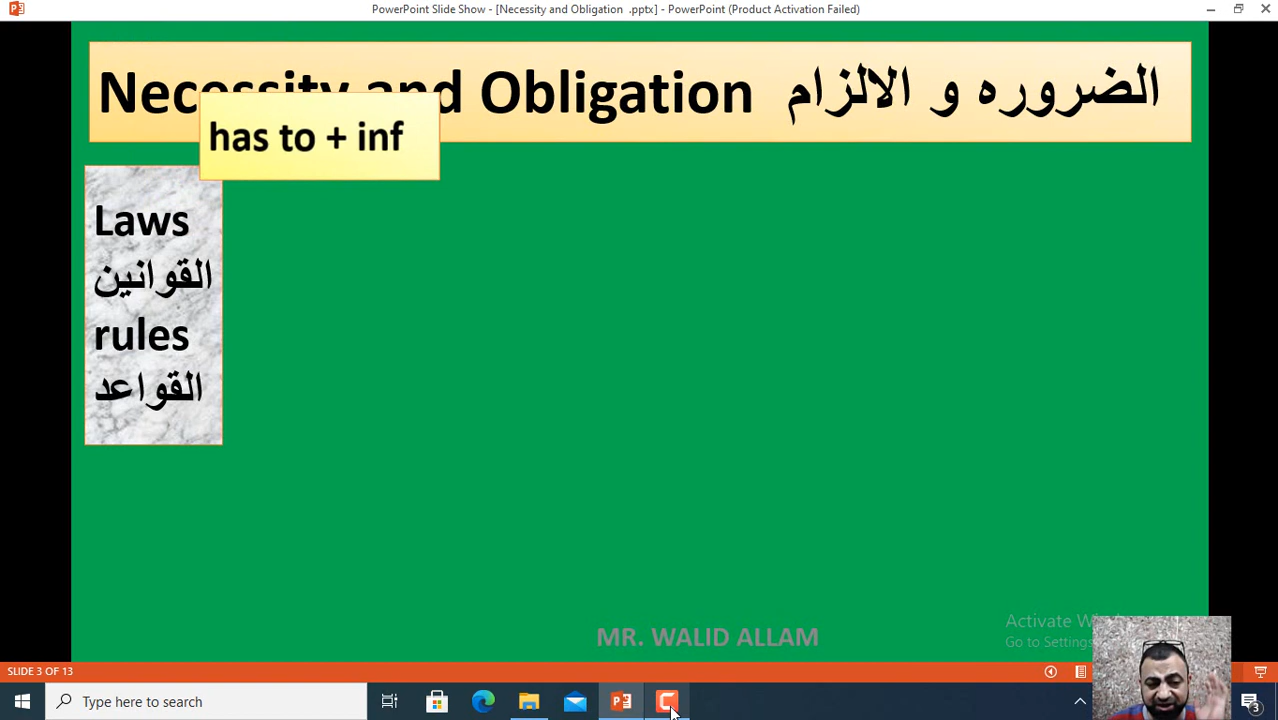 PowerPoint Slide Show - [Necessity and Obligation .pptx] - PowerPoint (Product Activation Failed)
Necessity and Obligation الضروره و الالزام
has to + inf
Laws
القوانين
rules
القواعد
MR. WALID ALLAM
Activate
Go to Settings
SLIDE 3 OF 13
Type here to search
3